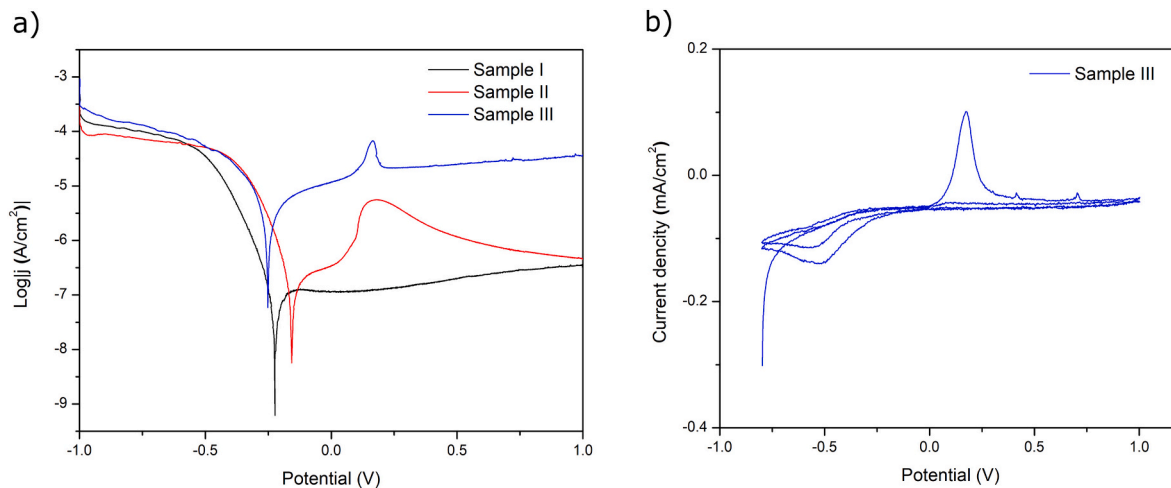 a)
Sample I
Sample II
Sample III
-3
-4
-5
-6
-7
-8
-9
Log|j (A/cm²)|
-1.0 -0.5 0.0 0.5 1.0
Potential (V)
b)
Sample III
0.2
0.0
-0.2
-0.4
Current dencity (mA/cm²)
-0.5 0.0 0.5 1.0
Potential (V)